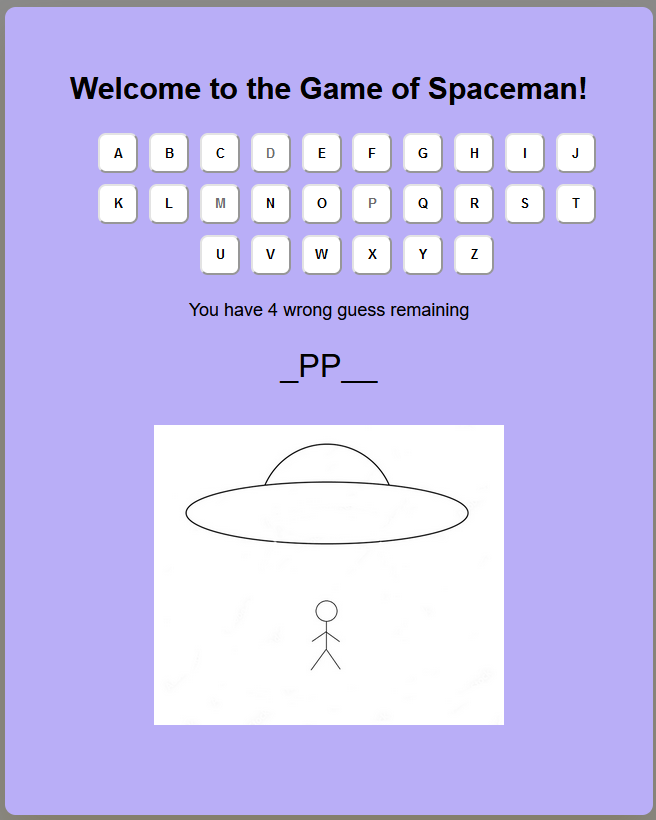 Welcome to the Game of Spaceman!
A B C D E F G H I J
K L M N O P Q R S T
U V W X Y Z
You have 4 wrong guess remaining
_PP__